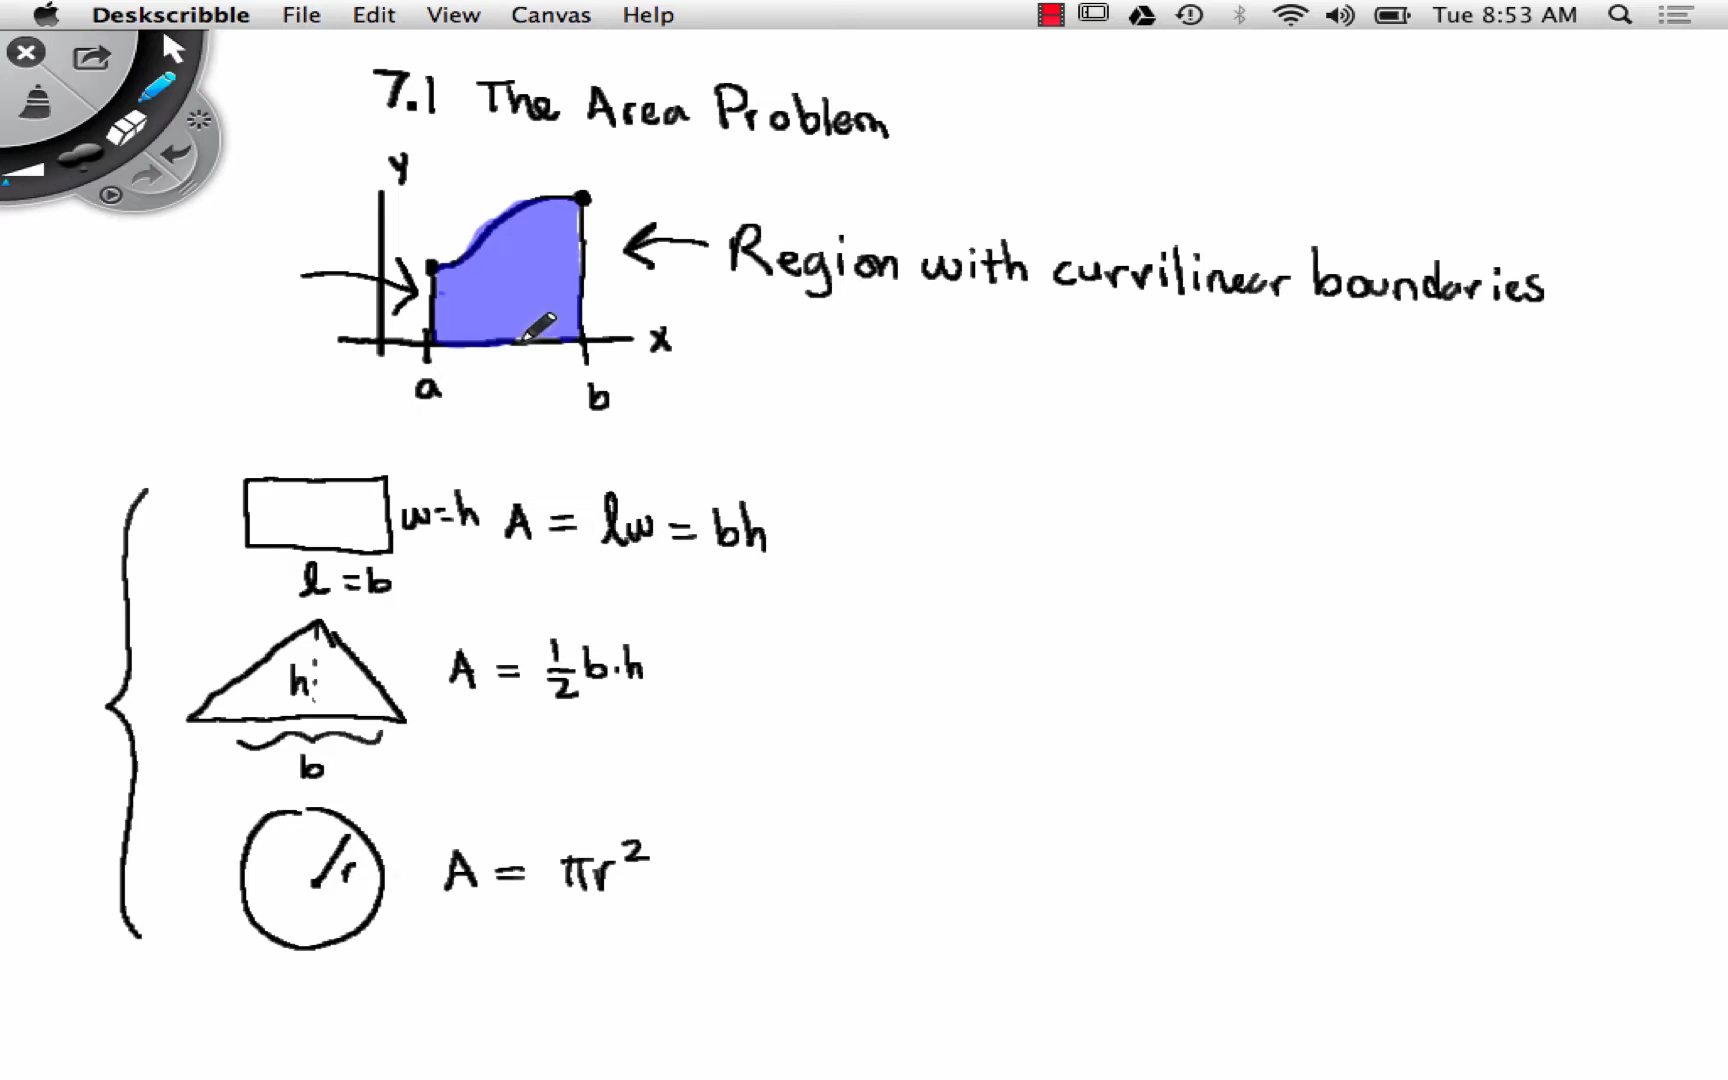 Deskscribble File Edit View Canvas Help Tue 8:53 AM
7.1 The Area Problem
y
Region with curvilinear boundaries
x
a b
w=h A = lw = bh
l = b
h A = 1/2 b·h
b
r A = πr²